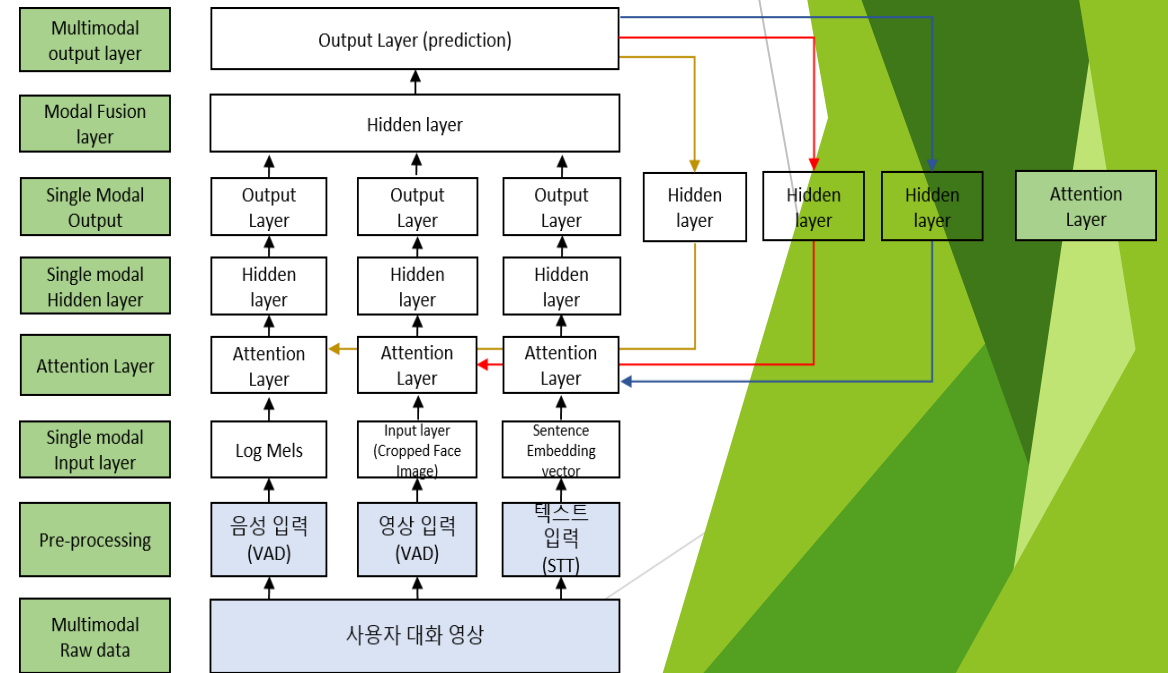 Multimodal
output layer
Output Layer (prediction)
Modal Fusion
layer
Hidden layer
Single Modal
Output
Output
Layer
Output
Layer
Output
Layer
Hidden
layer
Hidden
layer
Hidden
layer
Attention
Layer
Single modal
Hidden layer
Hidden
layer
Hidden
layer
Hidden
layer
Attention Layer
Attention
Layer
Attention
Layer
Attention
Layer
Single modal
Input layer
Log Mels
Input layer
(Cropped Face
Image)
Sentence
Embedding
vector
Pre-processing
음성 입력
(VAD)
영상 입력
(VAD)
텍스트
입력
(STT)
Multimodal
Raw data
사용자 대화 영상